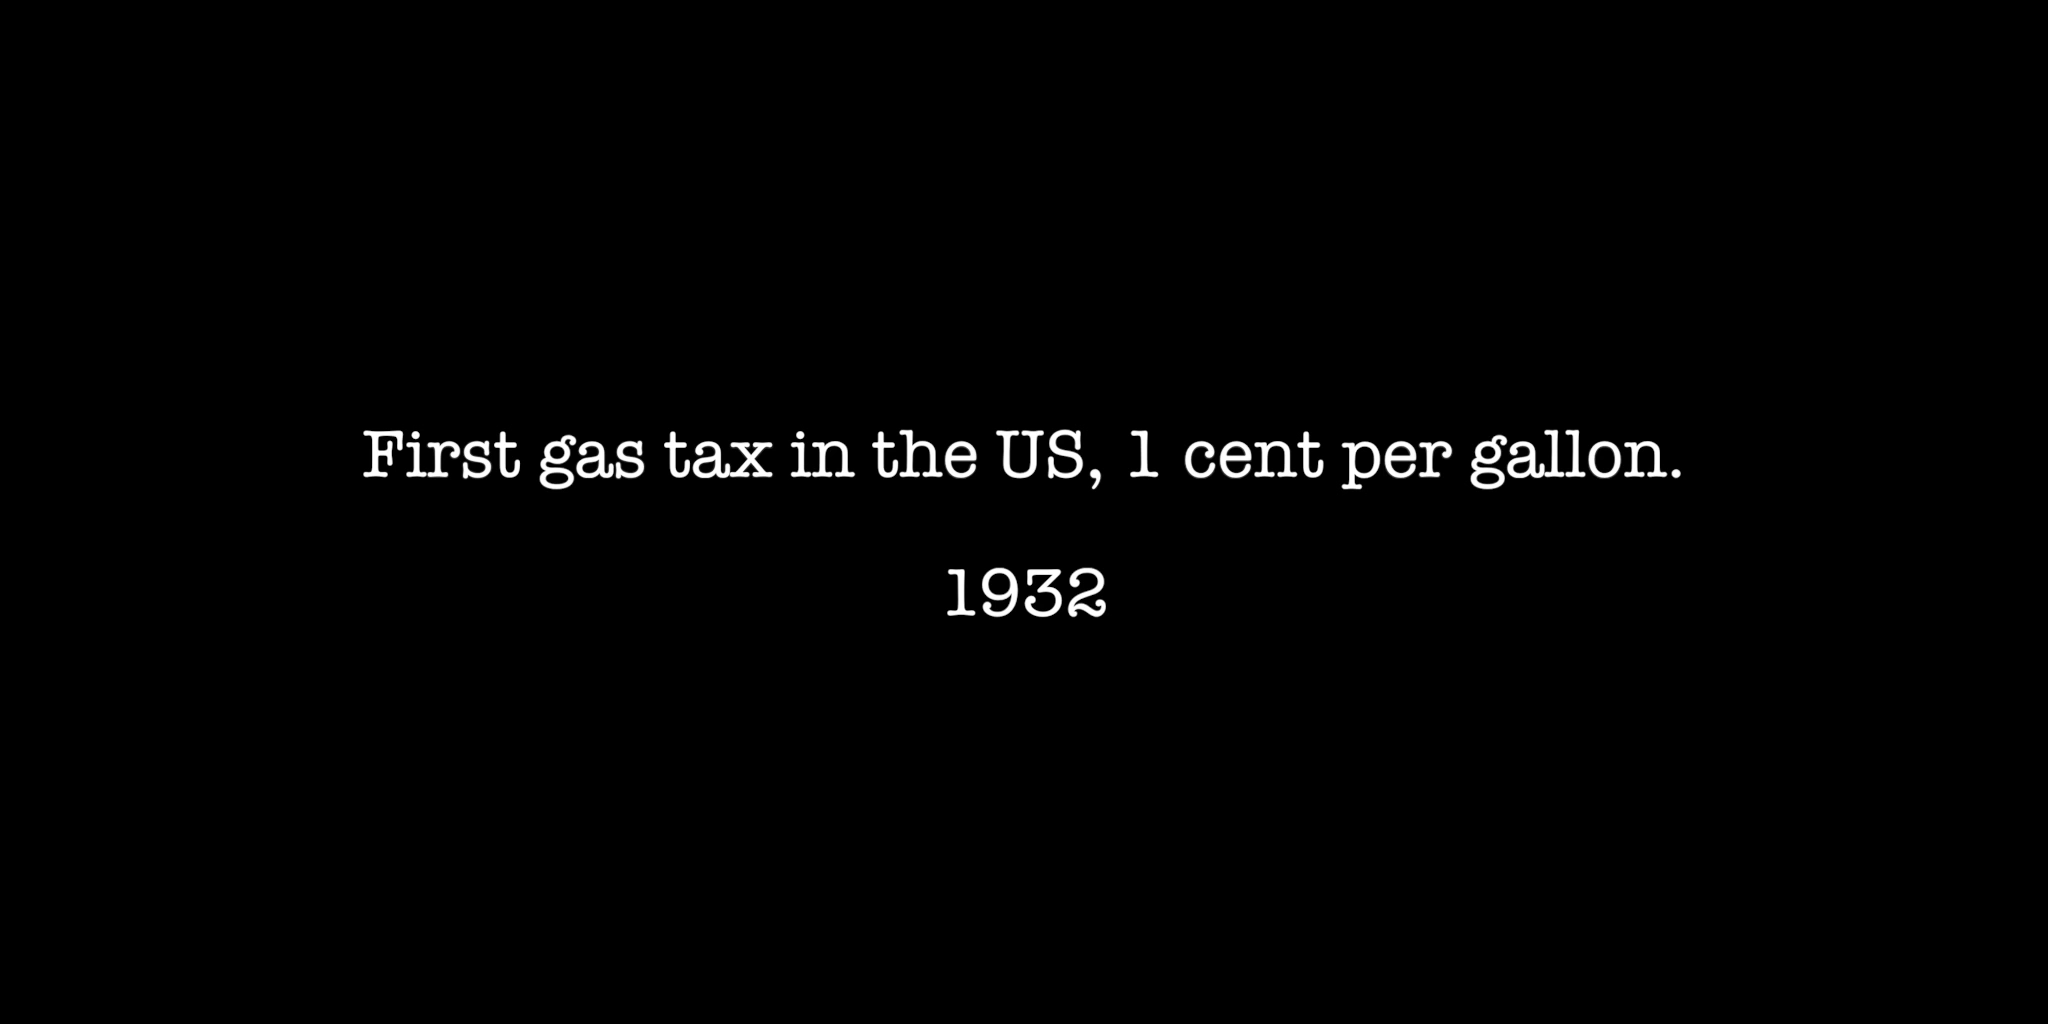 First gas tax in the US, 1 cent per gallon.
1932